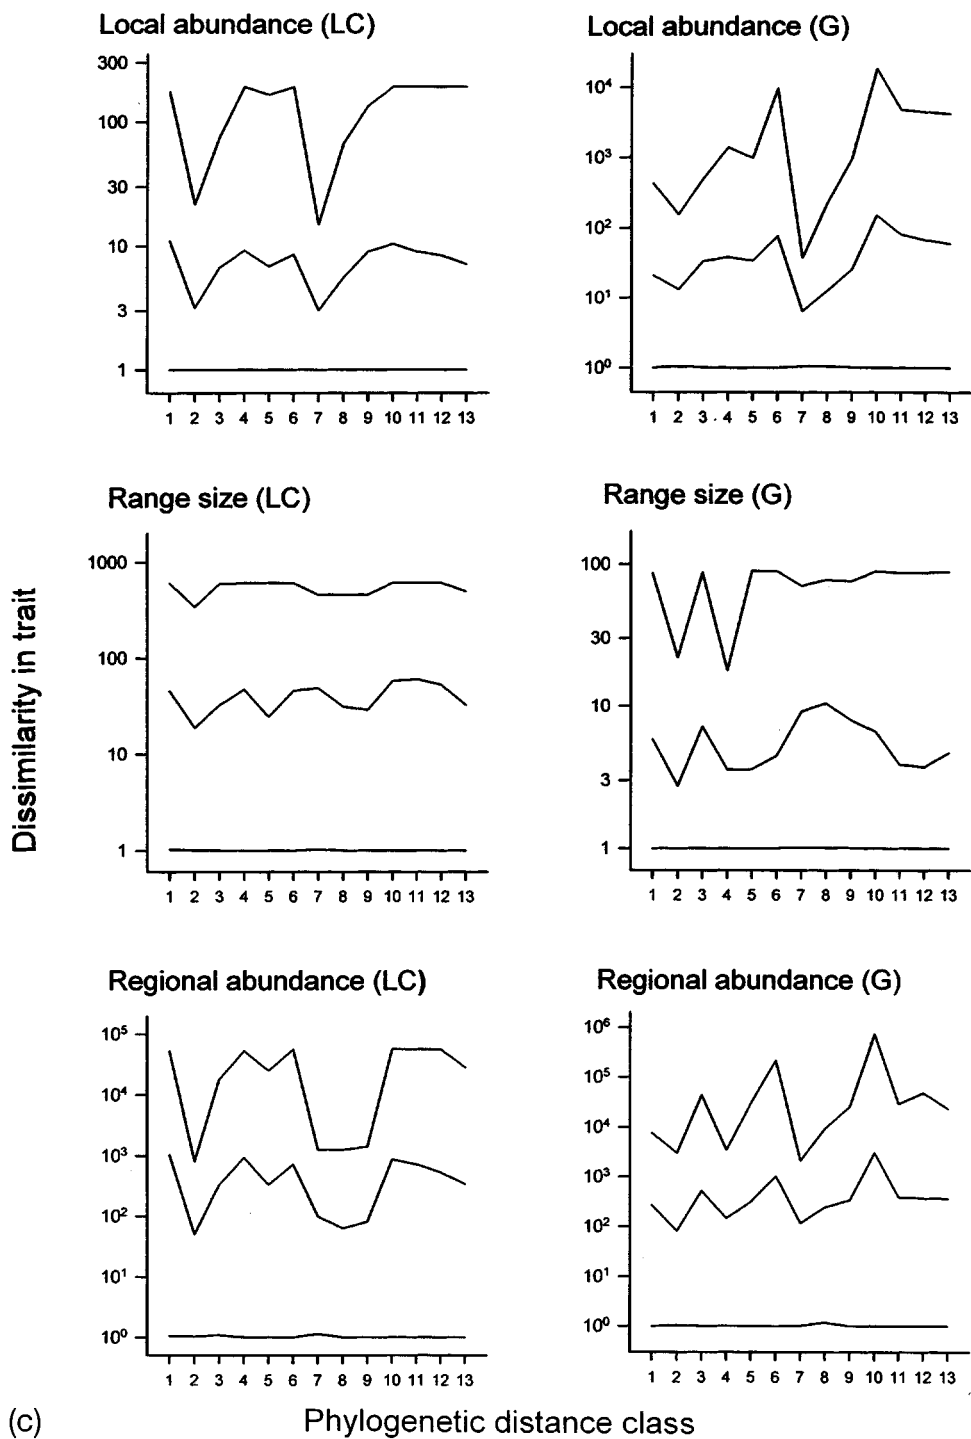 Local abundance (LC)
300
100
30
10
3
1
1 2 3 4 5 6 7 8 9 10 11 12 13
Local abundance (G)
10⁴
10³
10²
10¹
10⁰
1 2 3 4 5 6 7 8 9 10 11 12 13
Dissimilarity in trait
Range size (LC)
1000
100
10
1
1 2 3 4 5 6 7 8 9 10 11 12 13
Range size (G)
100
30
10
3
1
1 2 3 4 5 6 7 8 9 10 11 12 13
Regional abundance (LC)
10⁵
10⁴
10³
10²
10¹
10⁰
1 2 3 4 5 6 7 8 9 10 11 12 13
Regional abundance (G)
10⁶
10⁵
10⁴
10³
10²
10¹
10⁰
1 2 3 4 5 6 7 8 9 10 11 12 13
(c) Phylogenetic distance class